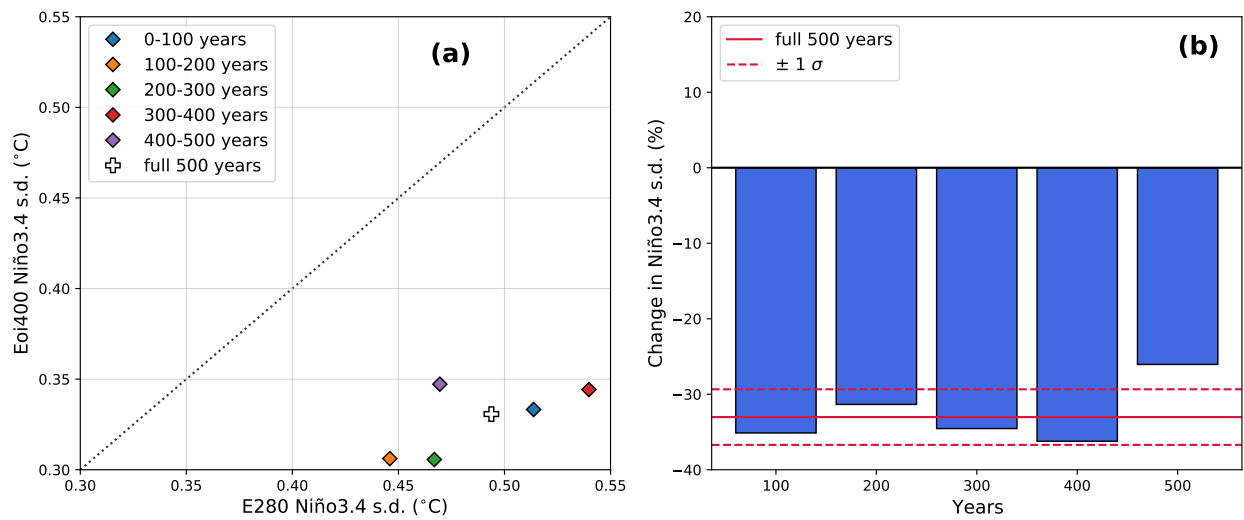 (a)
0-100 years
100-200 years
200-300 years
300-400 years
400-500 years
full 500 years
Eoi400 Niño3.4 s.d. (°C)
0.55
0.50
0.45
0.40
0.35
0.30
0.30
0.35
0.40
0.45
0.50
0.55
E280 Niño3.4 s.d. (°C)
(b)
full 500 years
± 1 σ
Change in Niño3.4 s.d. (%)
20
10
0
−10
−20
−30
−40
100
200
300
400
500
Years